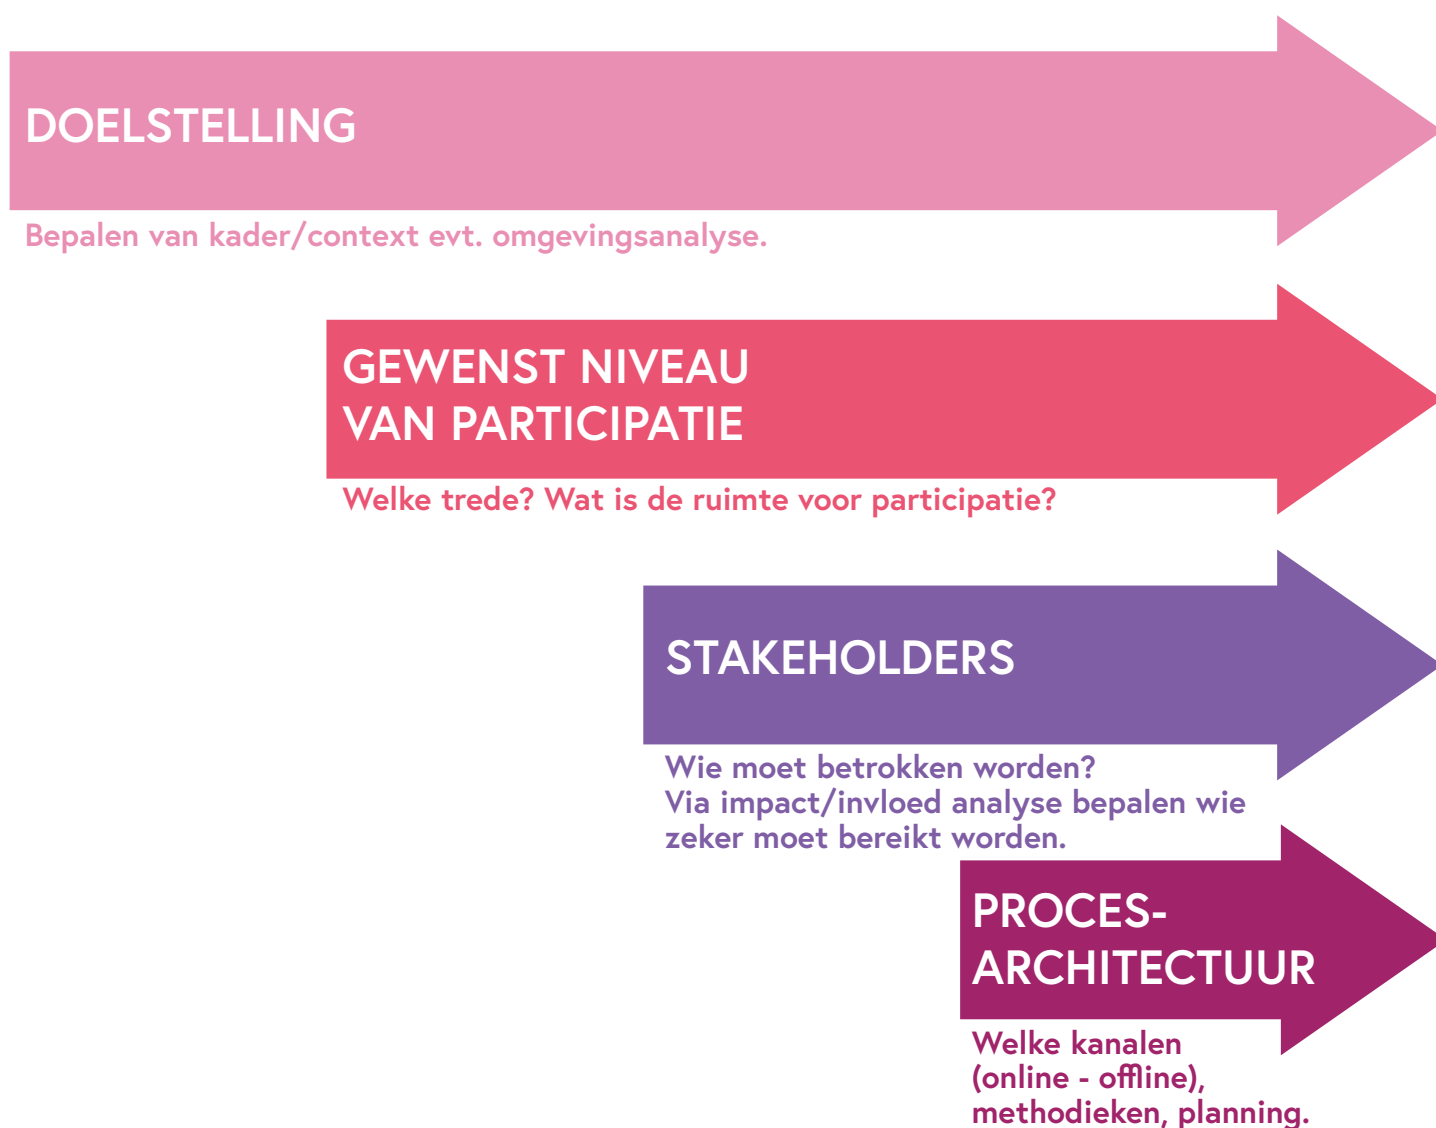 DOELSTELLING
Bepalen van kader/context evt. omgevingsanalyse.
GEWENST NIVEAU
VAN PARTICIPATIE
Welke trede? Wat is de ruimte voor participatie?
STAKEHOLDERS
Wie moet betrokken worden?
Via impact/invloed analyse bepalen wie
zeker moet bereikt worden.
PROCES-
ARCHITECTUUR
Welke kanalen
(online - offline),
methodieken, planning.